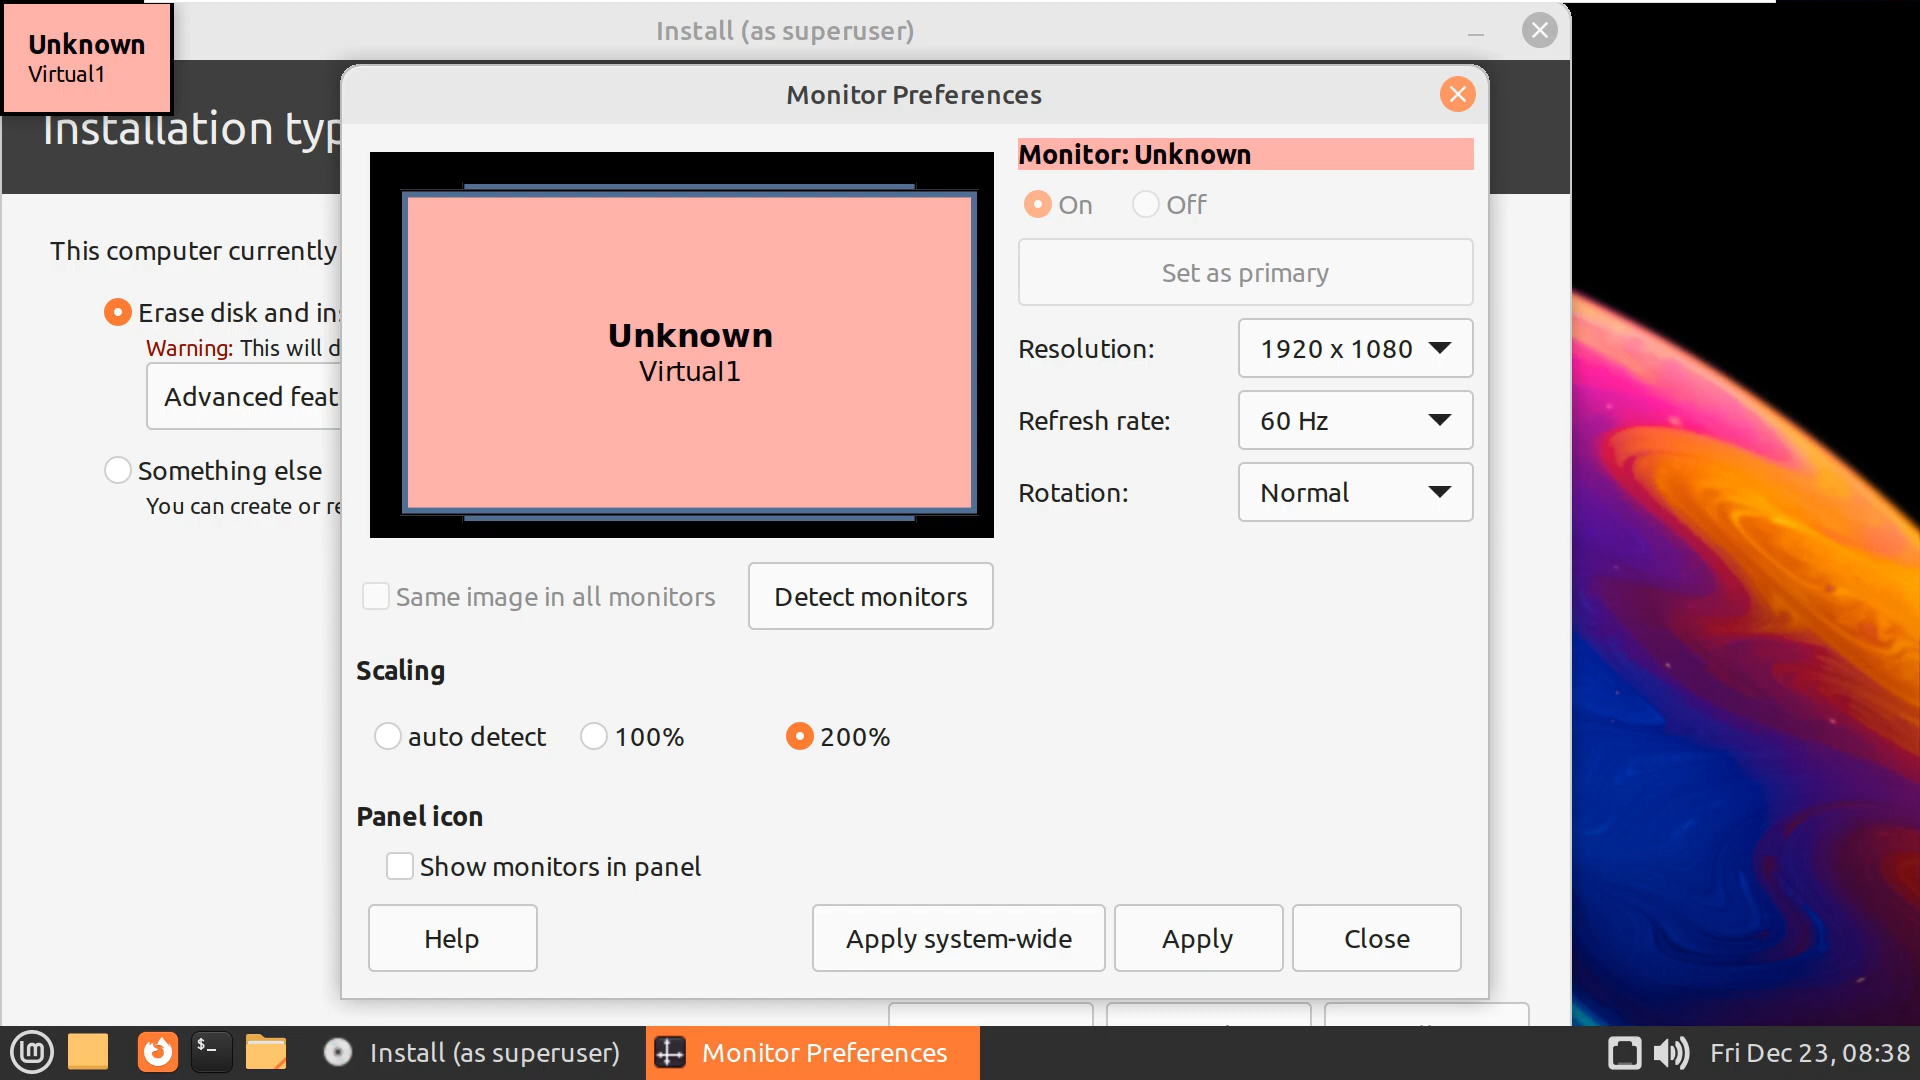 Install (as superuser)
Unknown
Virtual1
Installation typ
This computer currently
Erase disk and in
Warning: This will d
Advanced feat
Something else
You can create or re
Monitor Preferences
Unknown
Virtual1
Monitor: Unknown
On Off
Set as primary
Resolution: 1920 x 1080
Refresh rate: 60 Hz
Rotation: Normal
Same image in all monitors
Detect monitors
Scaling
auto detect 100% 200%
Panel icon
Show monitors in panel
Help Apply system-wide Apply Close
$_ Install (as superuser) Monitor Preferences Fri Dec 23, 08:38